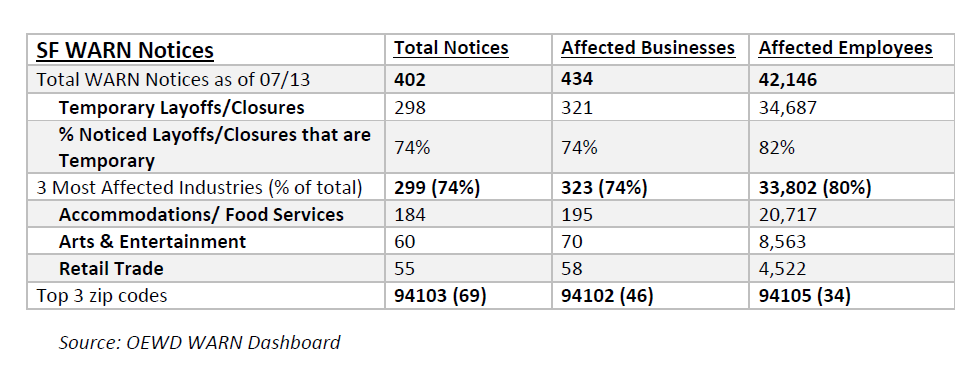 SF WARN Notices Total Notices Affected Businesses Affected Employees
Total WARN Notices as of 07/13 402 434 42,146
Temporary Layoffs/Closures 298 321 34,687
% Noticed Layoffs/Closures that are
Temporary 74% 74% 82%
3 Most Affected Industries (% of total) 299 (74%) 323 (74%) 33,802 (80%)
Accommodations/ Food Services 184 195 20,717
Arts & Entertainment 60 70 8,563
Retail Trade 55 58 4,522
Top 3 zip codes 94103 (69) 94102 (46) 94105 (34)
Source: OEWD WARN Dashboard